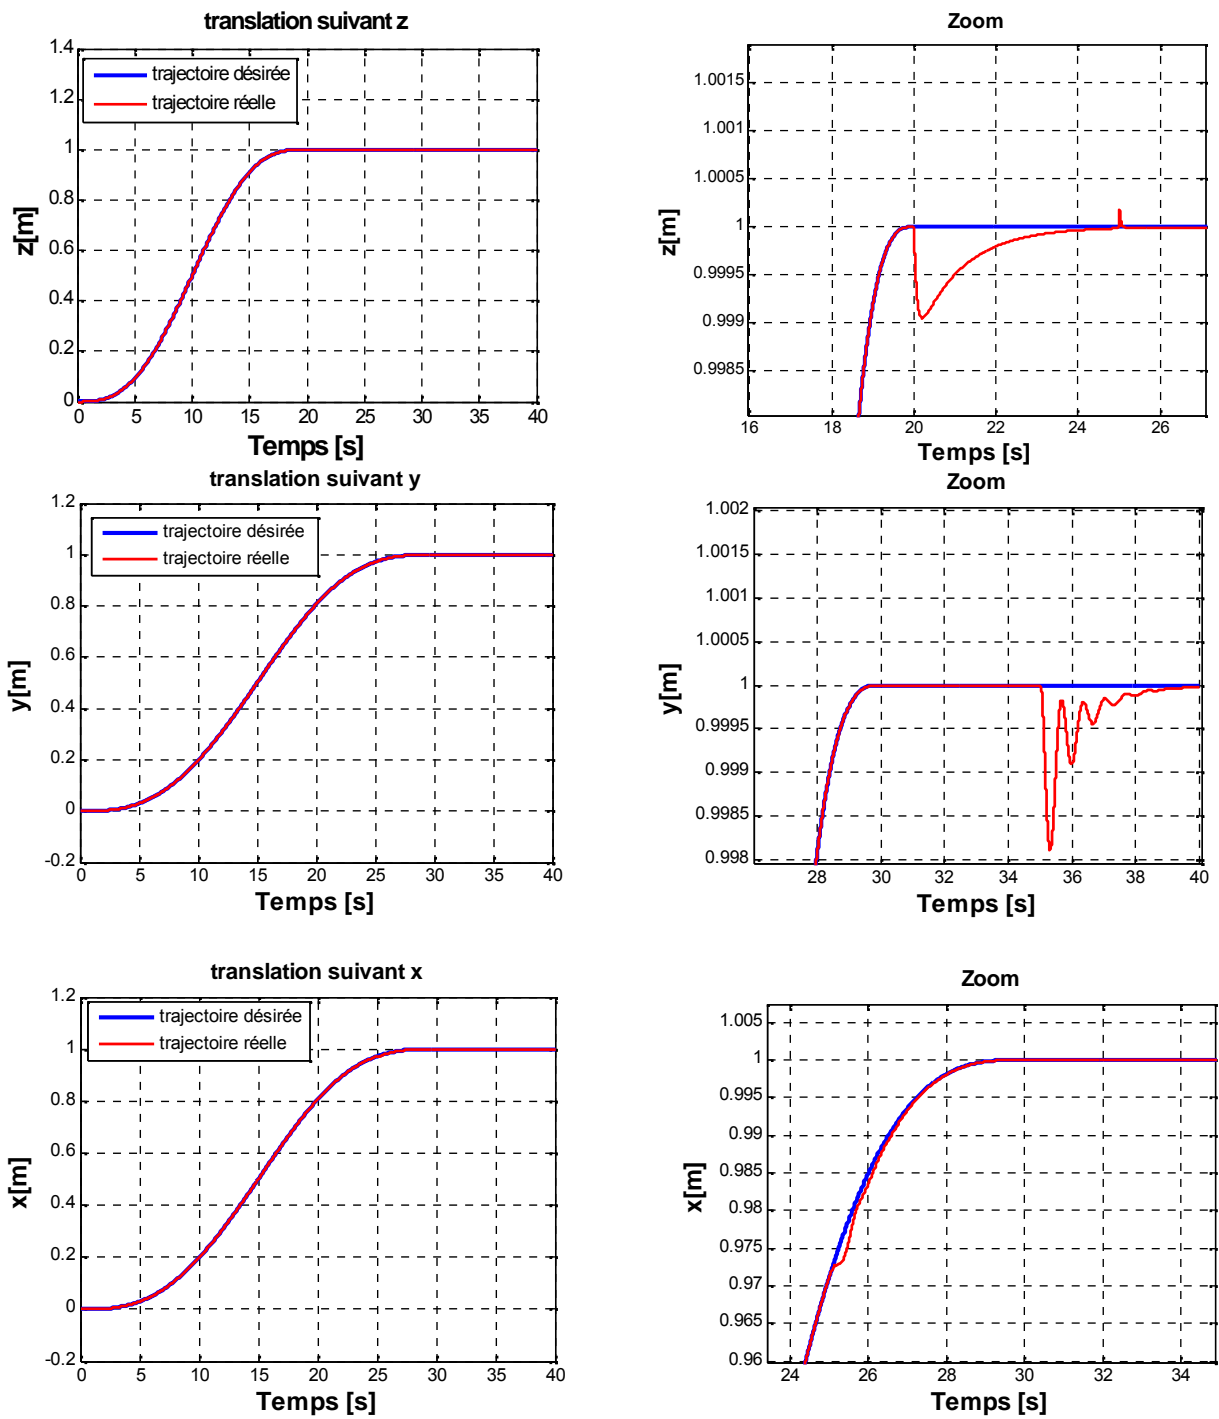 translation suivant z
1.4
1.2
1
0.8
0.6
0.4
0.2
0
z[m]
trajectoire désirée
trajectoire réelle
0 5 10 15 20 25 30 35 40
Temps [s]
Zoom
1.0015
1.001
1.0005
1
0.9995
0.999
0.9985
z[m]
16 18 20 22 24 26
Temps [s]
translation suivant y
1.2
1
0.8
0.6
0.4
0.2
0
-0.2
y[m]
trajectoire désirée
trajectoire réelle
0 5 10 15 20 25 30 35 40
Temps [s]
Zoom
1.002
1.0015
1.001
1.0005
1
0.9995
0.999
0.9985
0.998
y[m]
28 30 32 34 36 38 40
Temps [s]
translation suivant x
1.2
1
0.8
0.6
0.4
0.2
0
-0.2
x[m]
trajectoire désirée
trajectoire réelle
0 5 10 15 20 25 30 35 40
Temps [s]
Zoom
1.005
1
0.995
0.99
0.985
0.98
0.975
0.97
0.965
0.96
x[m]
24 26 28 30 32 34
Temps [s]